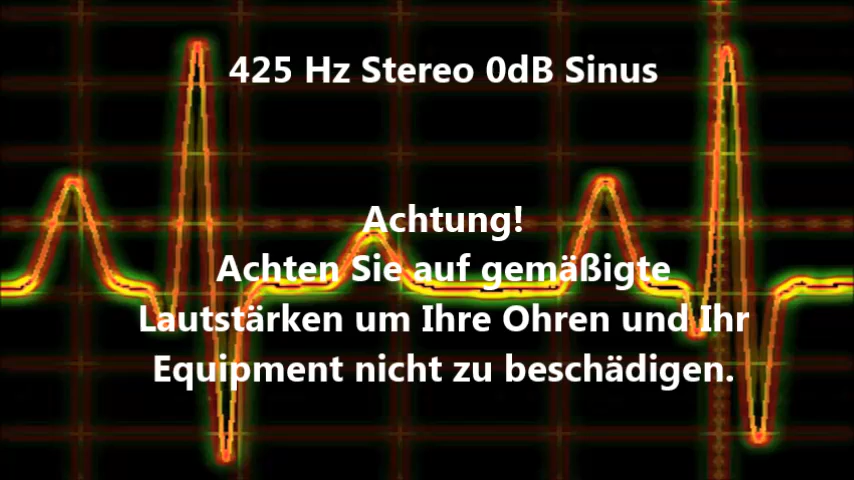 425 Hz Stereo 0dB Sinus
Achtung!
Achten Sie auf gemäßigte
Lautstärken um Ihre Ohren und Ihr
Equipment nicht zu beschädigen.